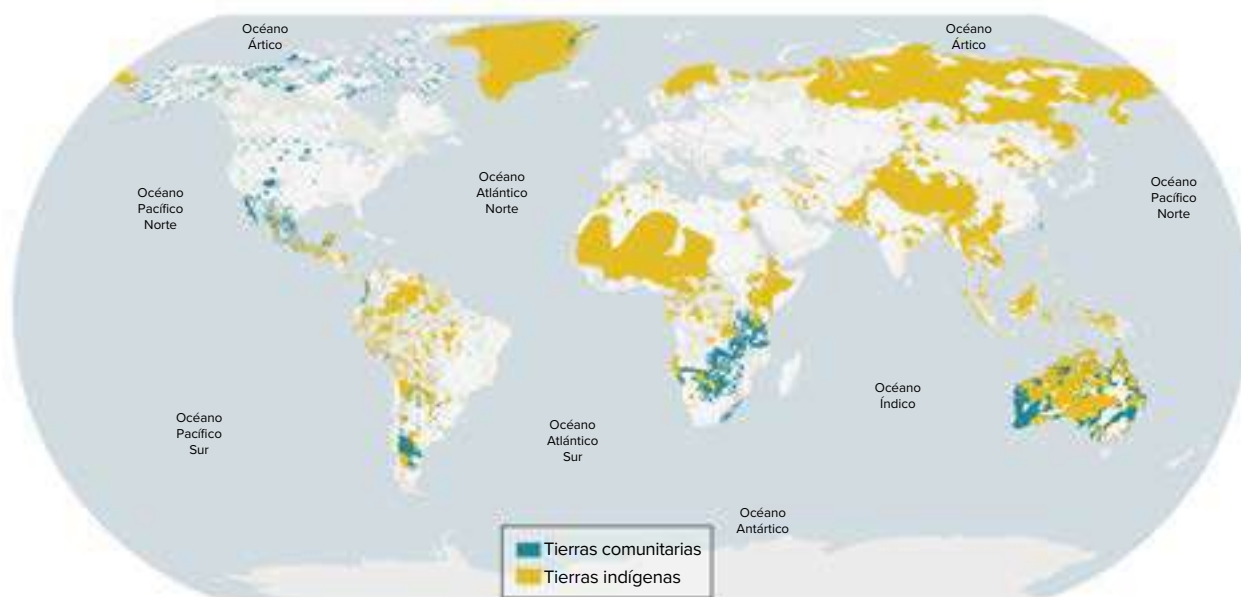 Océano
Ártico
Océano
Ártico
Océano
Pacífico
Norte
Océano
Atlántico
Norte
Océano
Pacífico
Norte
Océano
Índico
Océano
Pacífico
Sur
Océano
Atlántico
Sur
Océano
Antártico
Tierras comunitarias
Tierras indígenas